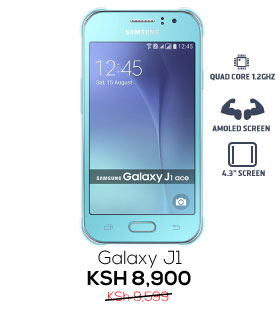 SAMSUNG
12:45
12:45
Sat, 15 August
SAMSUNG Galaxy J1 ace
QUAD CORE 1.2GHZ
AMOLED SCREEN
4.3" SCREEN
Galaxy J1
KSH 8,900
KSh 9,599